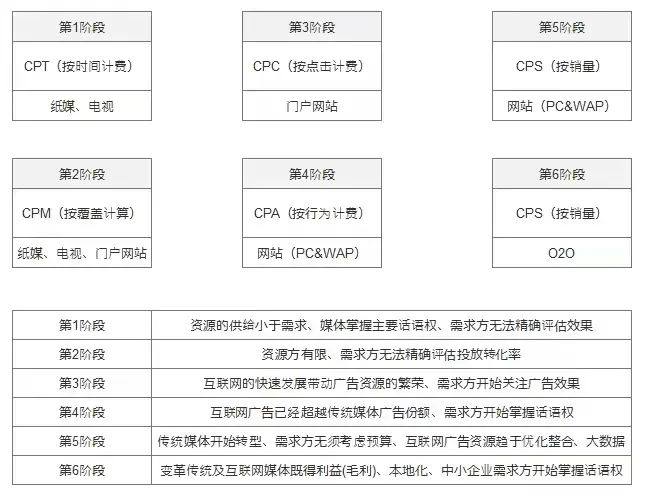 第1阶段
CPT（按时间计费）
纸媒、电视
第3阶段
CPC（按点击计费）
门户网站
第5阶段
CPS（按销量）
网站（PC&WAP）
第2阶段
CPM（按覆盖计算）
纸媒、电视、门户网站
第4阶段
CPA（按行为计费）
网站（PC&WAP）
第6阶段
CPS（按销量）
O2O
第1阶段 资源的供给小于需求、媒体掌握主要话语权、需求方无法精确评估效果
第2阶段 资源方有限、需求方无法精确评估投放转化率
第3阶段 互联网的快速发展带动广告资源的繁荣、需求方开始关注广告效果
第4阶段 互联网广告已经超越传统媒体广告份额、需求方开始掌握话语权
第5阶段 传统媒体开始转型、需求方无须考虑预算、互联网广告资源趋于优化整合、大数据
第6阶段 变革传统及互联网媒体既得利益(毛利)、本地化、中小企业需求方开始掌握话语权